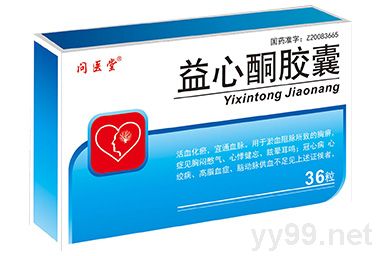 问医堂®
国药准字：Z20083665
益心酮胶囊
Yixintong Jiaonang
活血化瘀，宣通血脉。用于淤血阻脉所致的胸痹，
症见胸闷憋气、心悸健忘，眩晕耳鸣；冠心病 心
绞病、高脂血症、脑动脉供血不足见上述证候者。
36粒
yy99.net